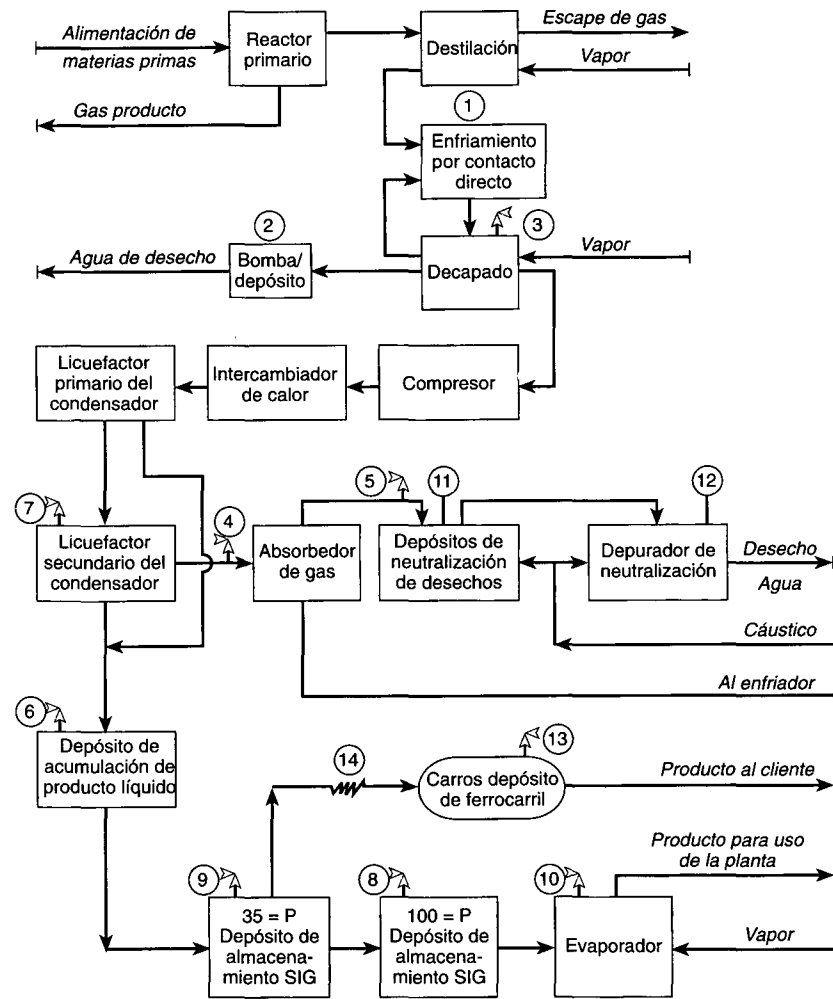 Alimentación de
materias primas
Reactor
primario
Destilación
Escape de gas
Vapor
Gas producto
1
Enfriamiento
por contacto
directo
2
3
Agua de desecho
Bomba/
depósito
Decapado
Vapor
Licuefactor
primario del
condensador
Intercambiador
de calor
Compresor
7
4
5
11
12
Licuefactor
secundario del
condensador
Absorbedor
de gas
Depósitos de
neutralización
de desechos
Depurador de
neutralización
Desecho
Agua
Cáustico
Al enfriador
6
Depósito de
acumulación de
producto líquido
14
13
Carros depósito
de ferrocarril
Producto al cliente
Producto para uso
de la planta
9
8
10
35 = P
Depósito de
almacena-
miento SIG
100 = P
Depósito de
almacena-
miento SIG
Evaporador
Vapor